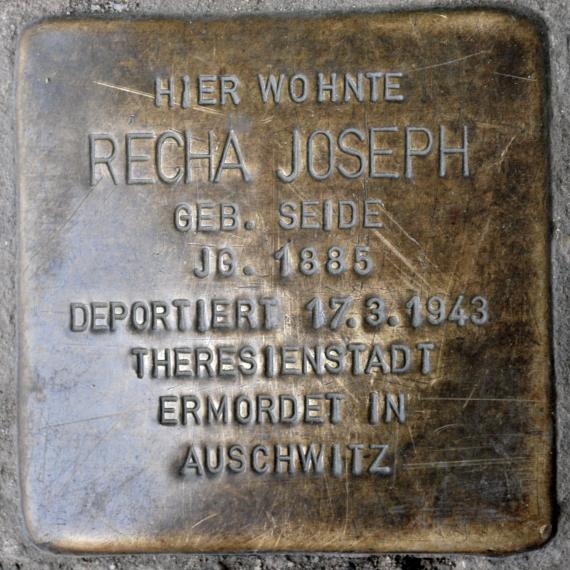 HIER WOHNTE
RECHA JOSEPH
GEB. SEIDE
JG. 1885
DEPORTIERT 17.3.1943
THERESIENSTADT
ERMORDET IN
AUSCHWITZ